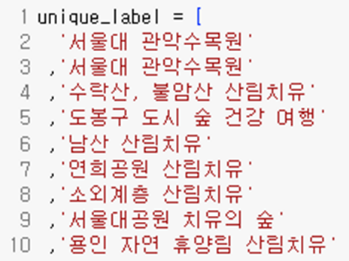 1 unique_label = [
2 '서울대 관악수목원'
3 ,'서울대 관악수목원'
4 ,'수락산, 불암산 산림치유'
5 ,'도봉구 도시 숲 건강 여행'
6 ,'남산 산림치유'
7 ,'연희공원 산림치유'
8 ,'소외계층 산림치유'
9 ,'서울대공원 치유의 숲'
10 ,'용인 자연 휴양림 산림치유'